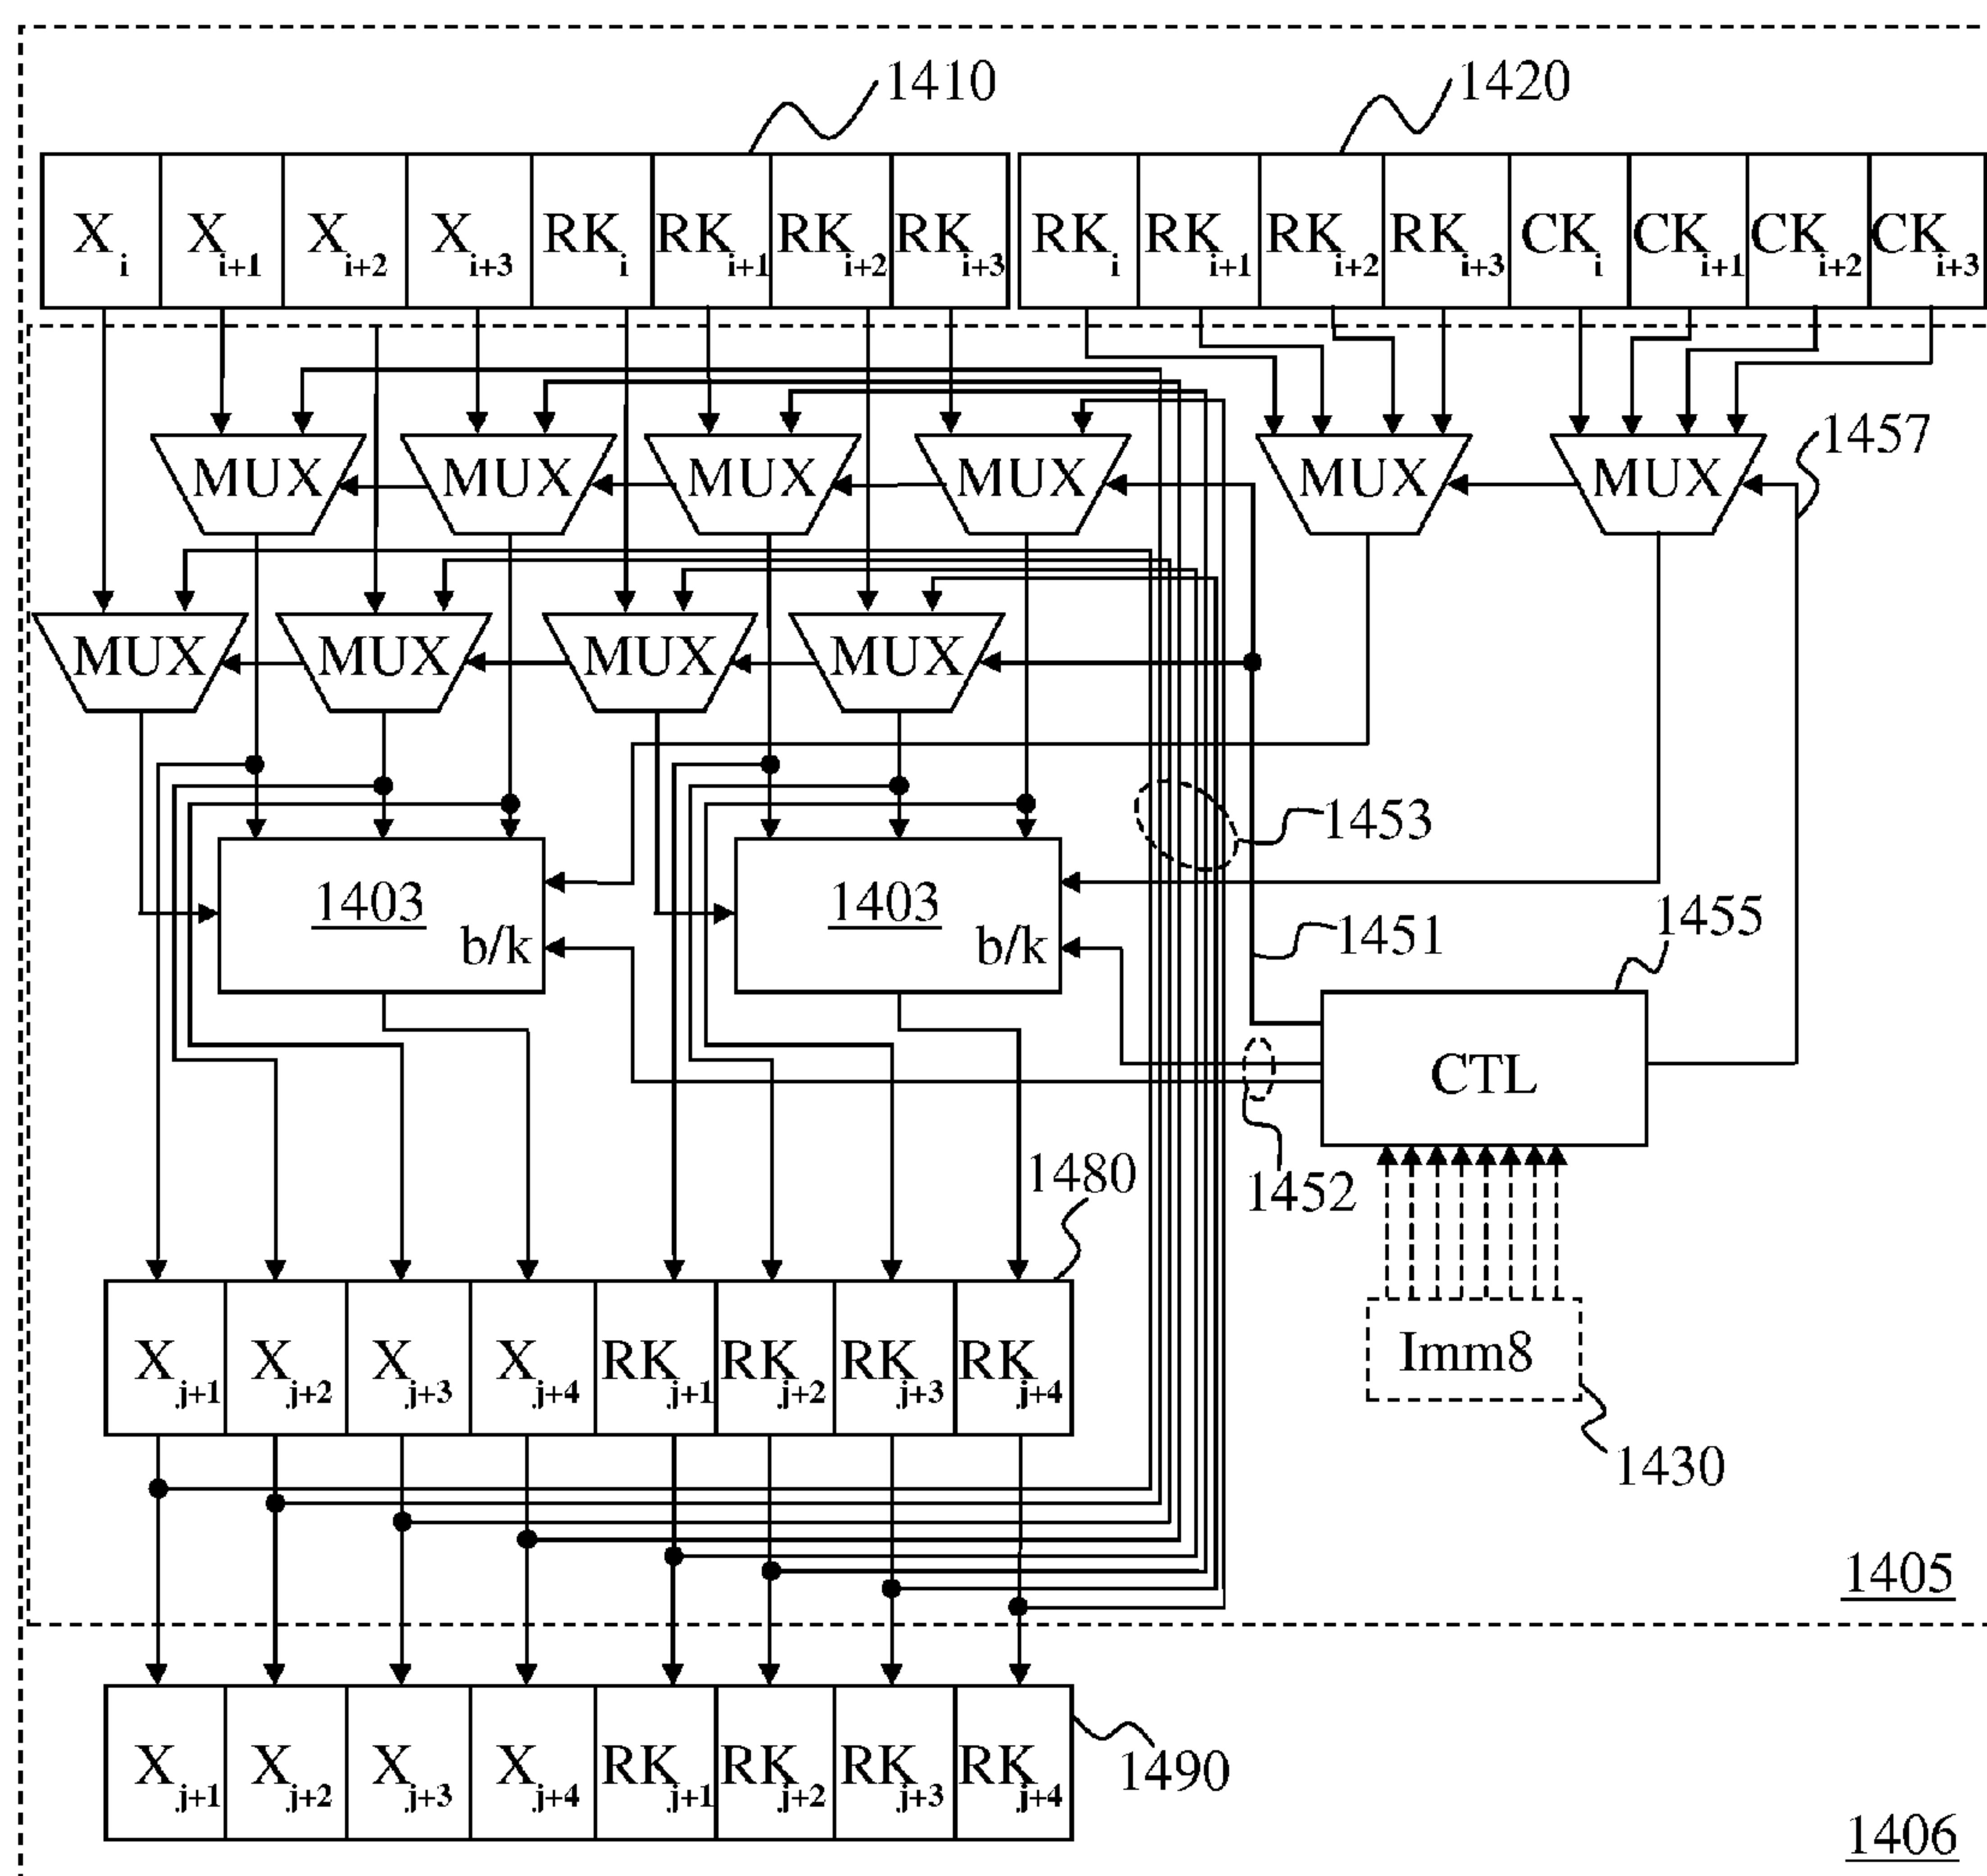 1410 1420
Xi Xi+1 Xi+2 Xi+3 RKi RKi+1 RKi+2 RKi+3 RKi RKi+1 RKi+2 RKi+3 CKi CKi+1 CKi+2 CKi+3
1457
MUX MUX MUX MUX MUX MUX
MUX MUX MUX MUX
1453
1403 1403
1451 1455
b/k b/k
CTL
1480 1452
Xj+1 Xj+2 Xj+3 Xj+4 RKj+1 RKj+2 RKj+3 RKj+4
Imm8
1430
1405
Xj+1 Xj+2 Xj+3 Xj+4 RKj+1 RKj+2 RKj+3 RKj+4
1490
1406